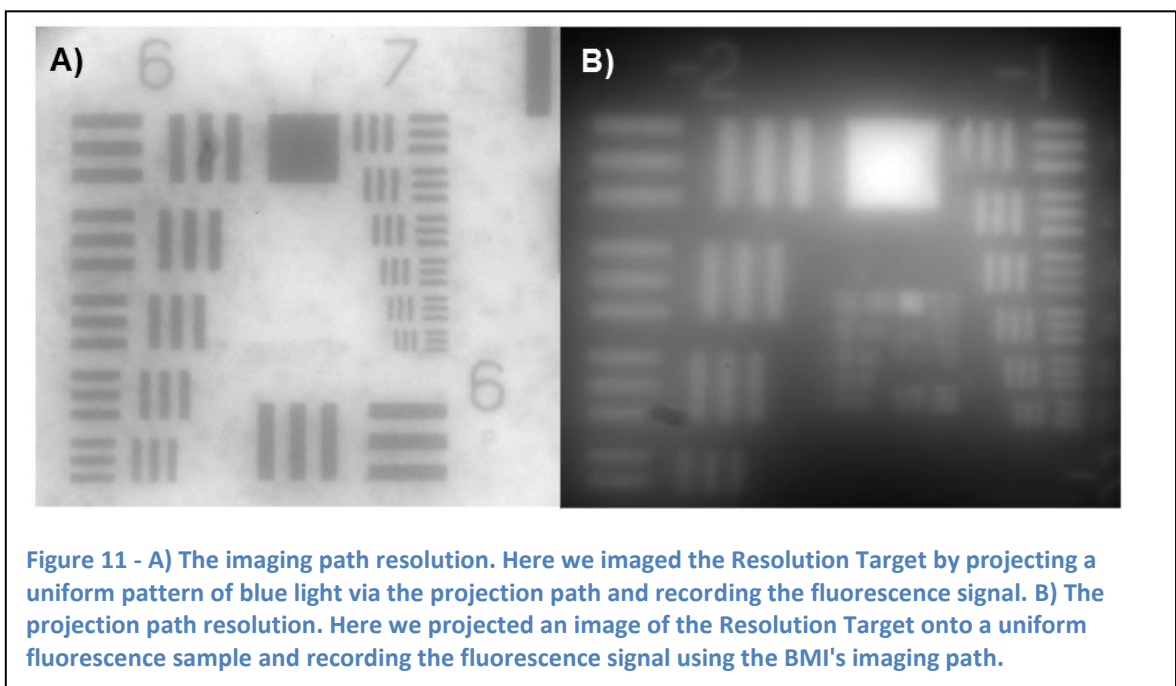 A)
6
7
6
B)
-2
-1
Figure 11 - A) The imaging path resolution. Here we imaged the Resolution Target by projecting a
uniform pattern of blue light via the projection path and recording the fluorescence signal. B) The
projection path resolution. Here we projected an image of the Resolution Target onto a uniform
fluorescence sample and recording the fluorescence signal using the BMI's imaging path.